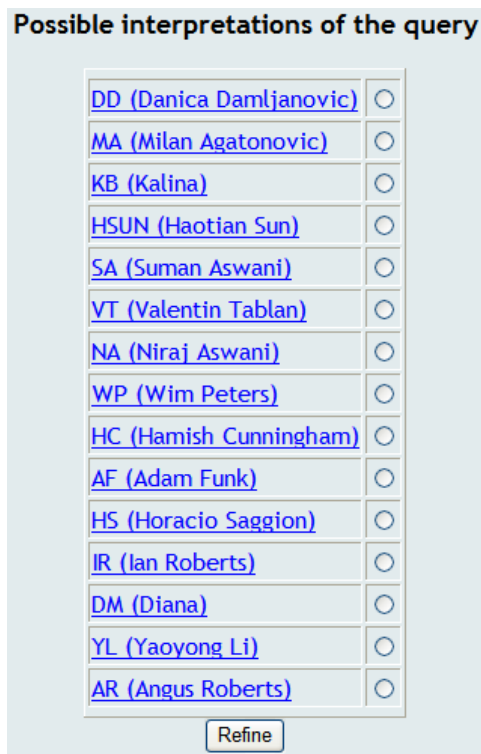 Possible interpretations of the query
DD (Danica Damljanovic)
MA (Milan Agatonovic)
KB (Kalina)
HSUN (Haotian Sun)
SA (Suman Aswani)
VT (Valentin Tablan)
NA (Niraj Aswani)
WP (Wim Peters)
HC (Hamish Cunningham)
AF (Adam Funk)
HS (Horacio Saggion)
IR (Ian Roberts)
DM (Diana)
YL (Yaoyong Li)
AR (Angus Roberts)
Refine